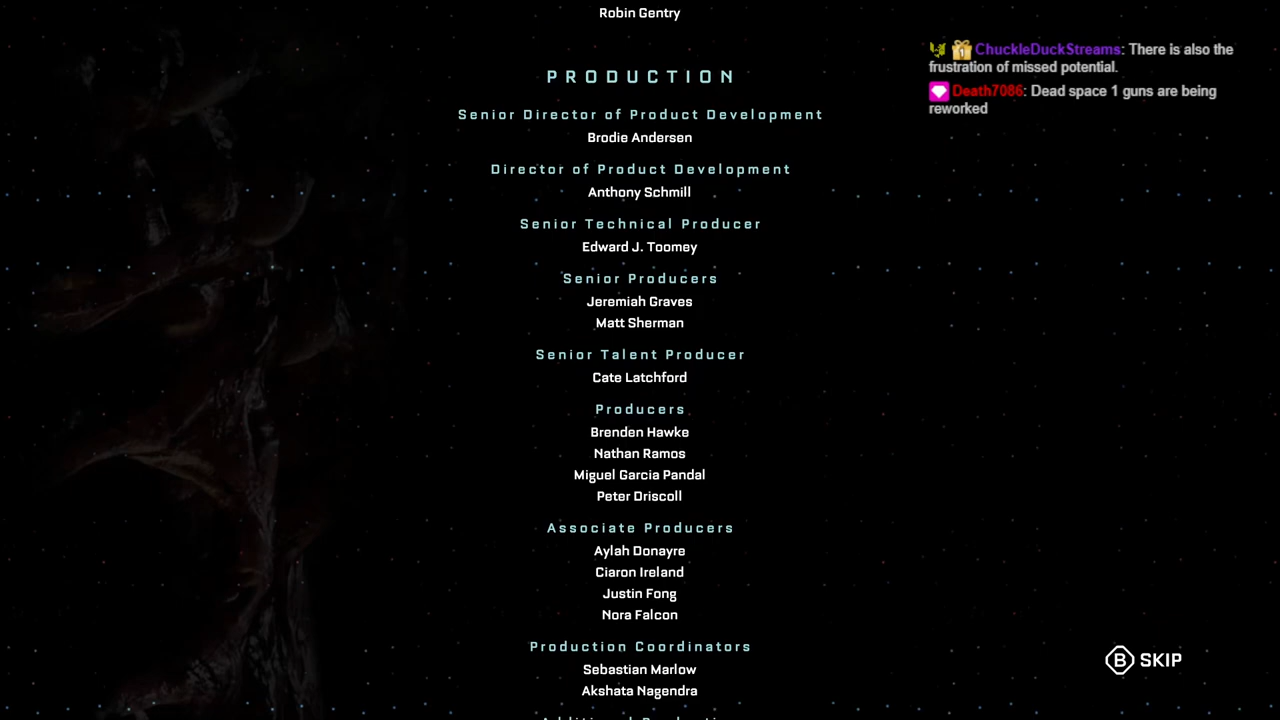 Robin Gentry
PRODUCTION
Senior Director of Product Development
Brodie Andersen
Director of Product Development
Anthony Schmill
Senior Technical Producer
Edward J. Toomey
Senior Producers
Jeremiah Graves
Matt Sherman
Senior Talent Producer
Cate Latchford
Producers
Brenden Hawke
Nathan Ramos
Miguel Garcia Pandal
Peter Driscoll
Associate Producers
Aylah Donayre
Ciaron Ireland
Justin Fong
Nora Falcon
Production Coordinators
Sebastian Marlow
Akshata Nagendra
ChuckleDuckStreams: There is also the
frustration of missed potential.
Death7086: Dead space 1 guns are being
reworked
B SKIP